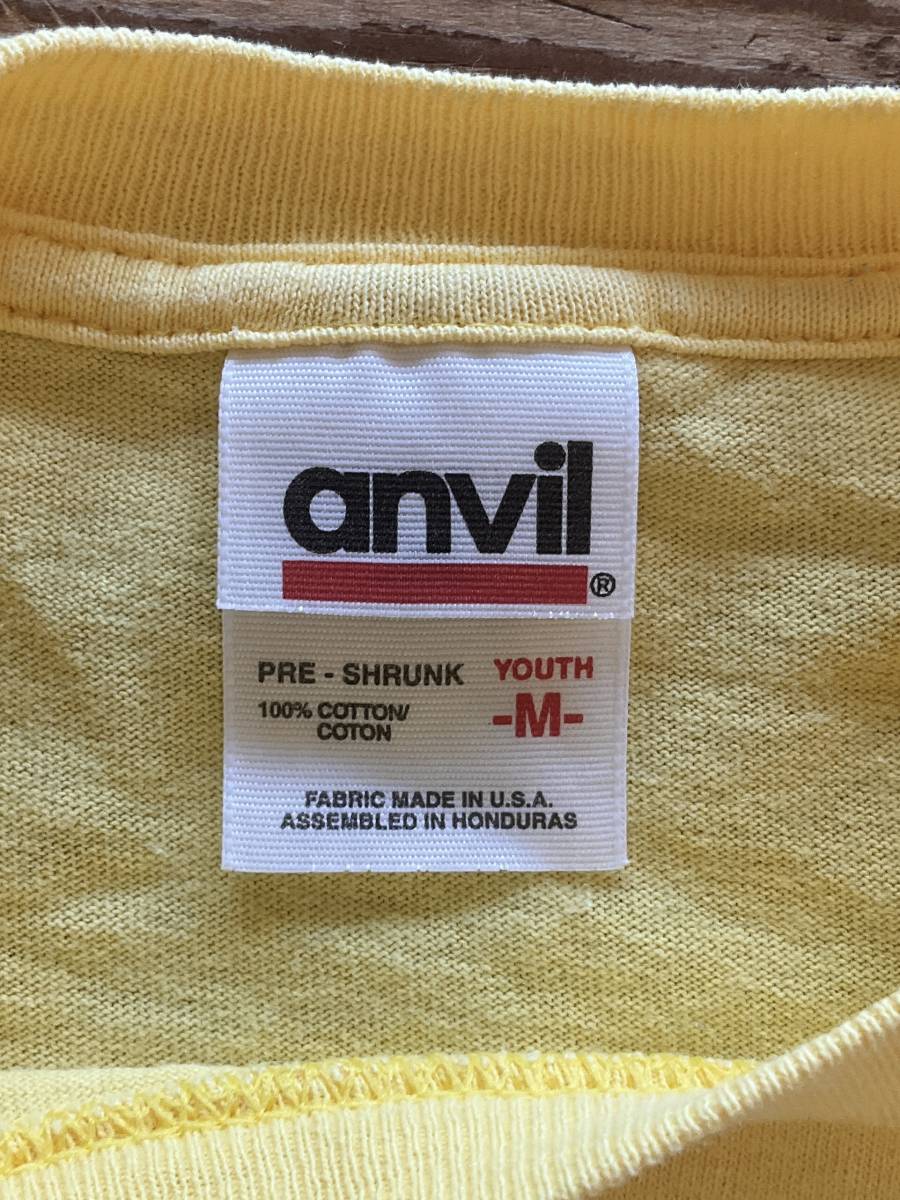 anvil®
PRE - SHRUNK YOUTH
100% COTTON/ -M-
COTON
FABRIC MADE IN U.S.A.
ASSEMBLED IN HONDURAS